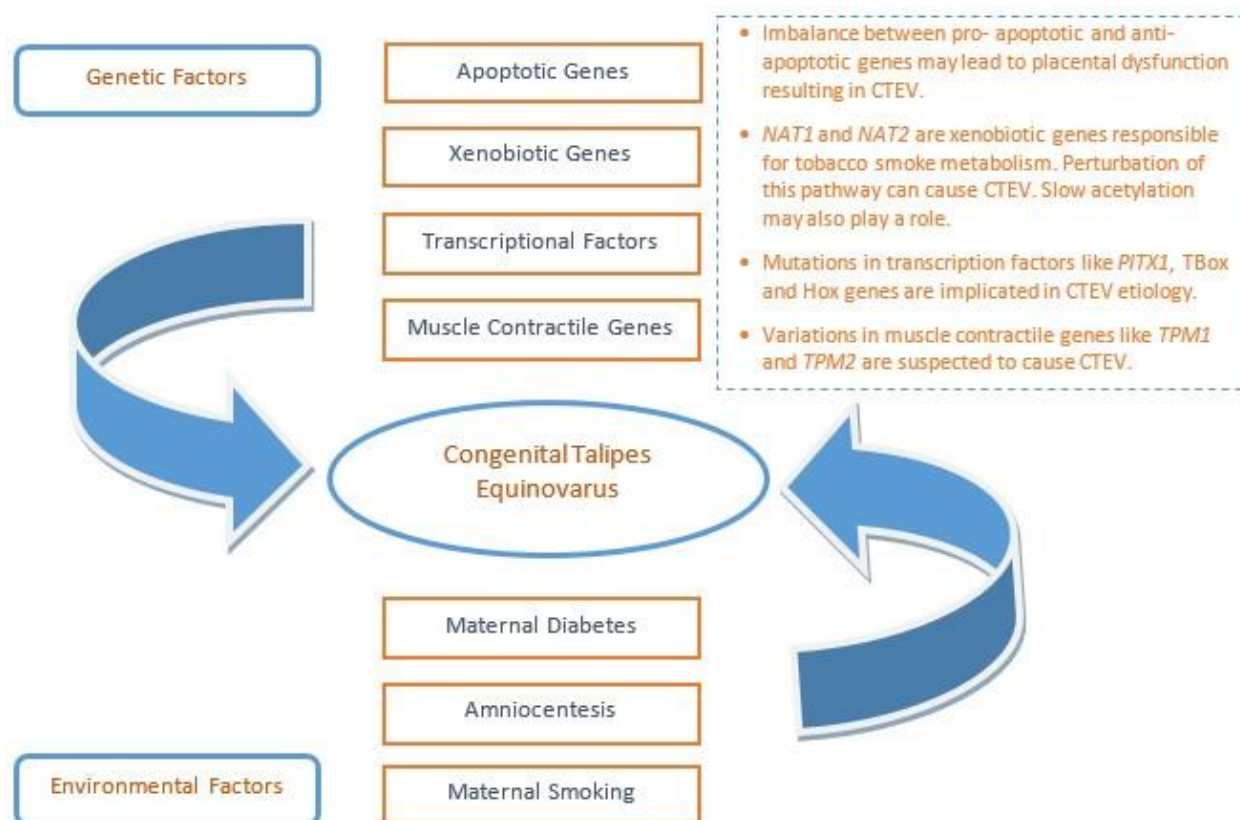 Genetic Factors
Apoptotic Genes
Xenobiotic Genes
Transcriptional Factors
Muscle Contractile Genes
• Imbalance between pro- apoptotic and anti-
apoptotic genes may lead to placental dysfunction
resulting in CTEV.
• NAT1 and NAT2 are xenobiotic genes responsible
for tobacco smoke metabolism. Perturbation of
this pathway can cause CTEV. Slow acetylation
may also play a role.
• Mutations in transcription factors like PITX1, TBox
and Hox genes are implicated in CTEV etiology.
• Variations in muscle contractile genes like TPM1
and TPM2 are suspected to cause CTEV.
Congenital Talipes
Equinovarus
Maternal Diabetes
Amniocentesis
Environmental Factors
Maternal Smoking